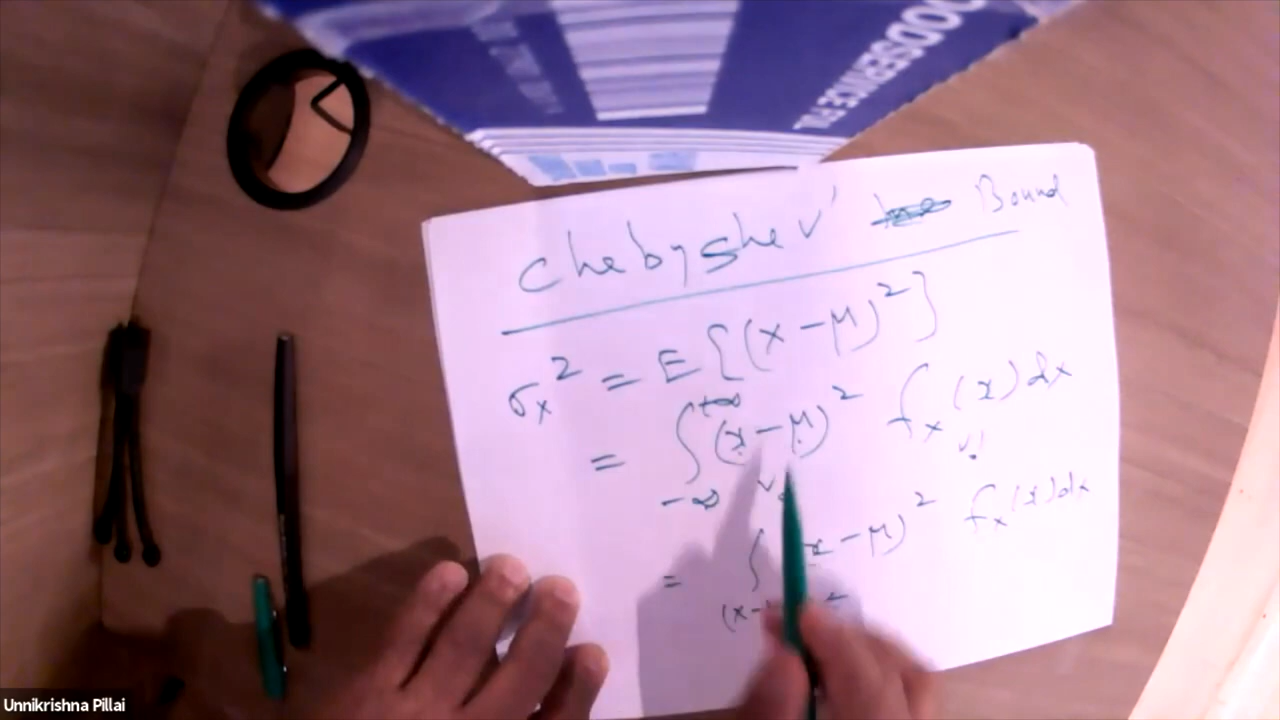 Chebyshev' Bound
σₓ² = E{(x-μ)²}
= ∫₋∞⁺∞ (x-μ)² fₓ(x)dx
= ∫ x-μ)² fₓ(x)dx
(x-
Unnikrishna Pillai